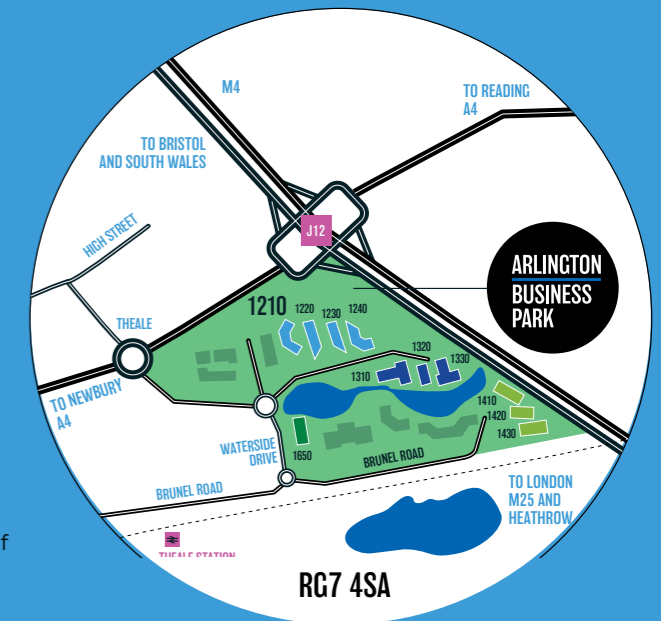 M4
TO READING
A4
TO BRISTOL
AND SOUTH WALES
HIGH STREET
J12
ARLINGTON
BUSINESS
PARK
1210
1220
1230
1240
THEALE
1320
1330
1310
TO NEWBURY
A4
1410
1420
1430
WATERSIDE
DRIVE
1650
BRUNEL ROAD
BRUNEL ROAD
TO LONDON
M25 AND
HEATHROW
THEALE STATION
f
RG7 4SA